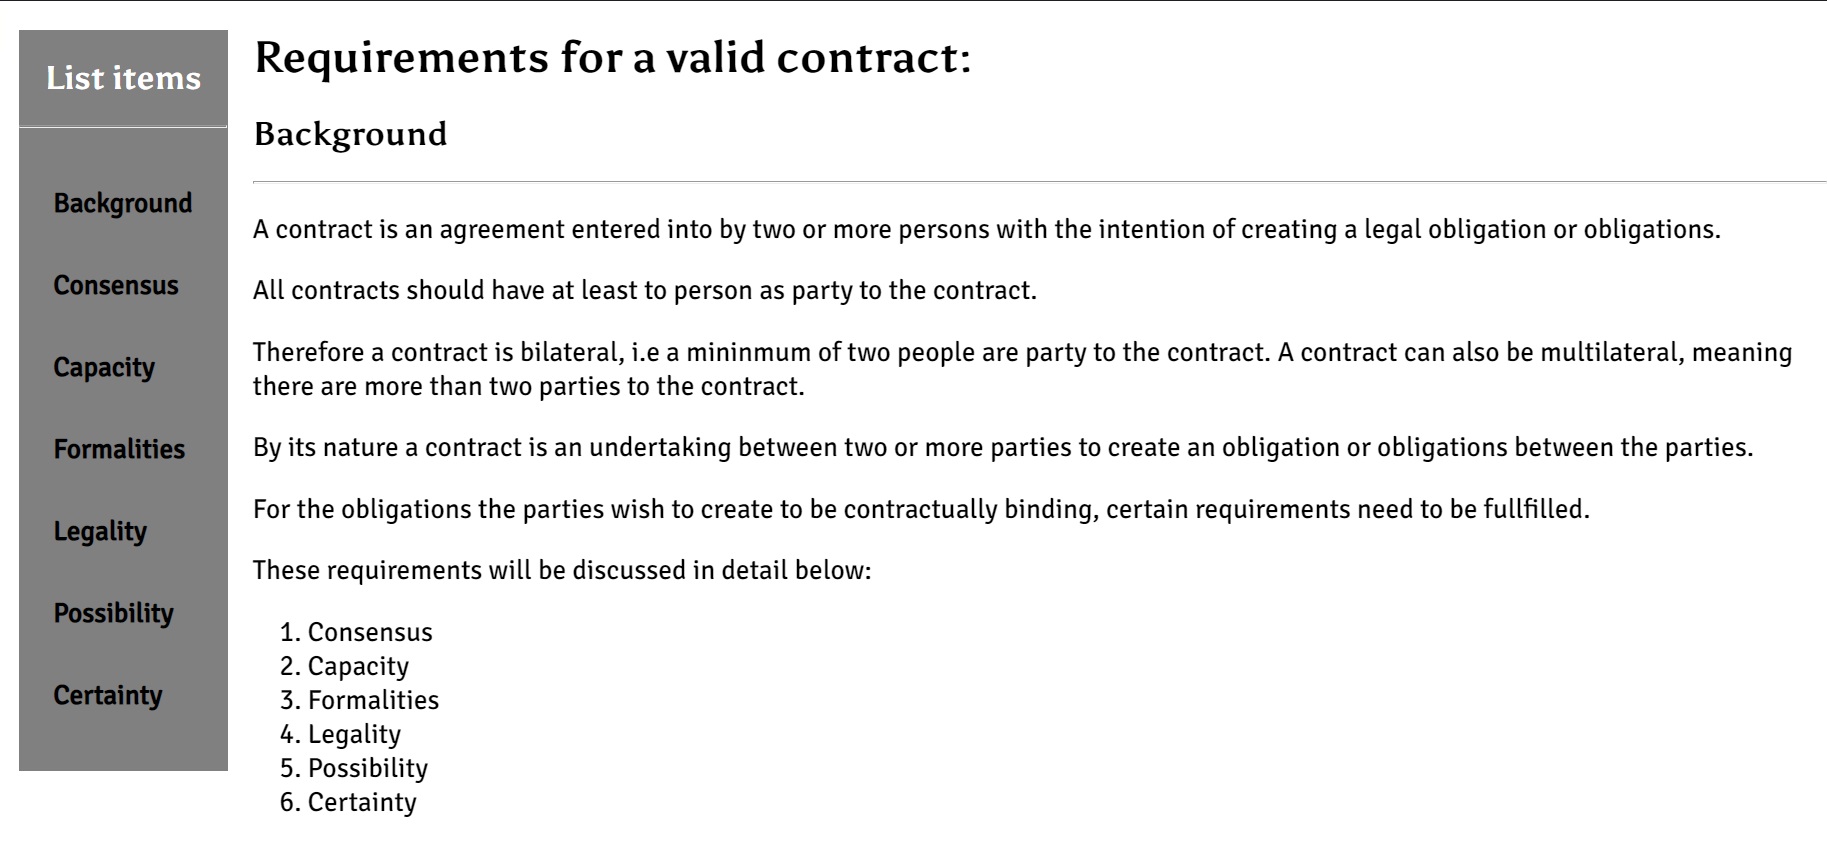 List items
Background
Consensus
Capacity
Formalities
Legality
Possibility
Certainty
Requirements for a valid contract:
Background
A contract is an agreement entered into by two or more persons with the intention of creating a legal obligation or obligations.
All contracts should have at least to person as party to the contract.
Therefore a contract is bilateral, i.e a mininmum of two people are party to the contract. A contract can also be multilateral, meaning
there are more than two parties to the contract.
By its nature a contract is an undertaking between two or more parties to create an obligation or obligations between the parties.
For the obligations the parties wish to create to be contractually binding, certain requirements need to be fullfilled.
These requirements will be discussed in detail below:
1. Consensus
2. Capacity
3. Formalities
4. Legality
5. Possibility
6. Certainty